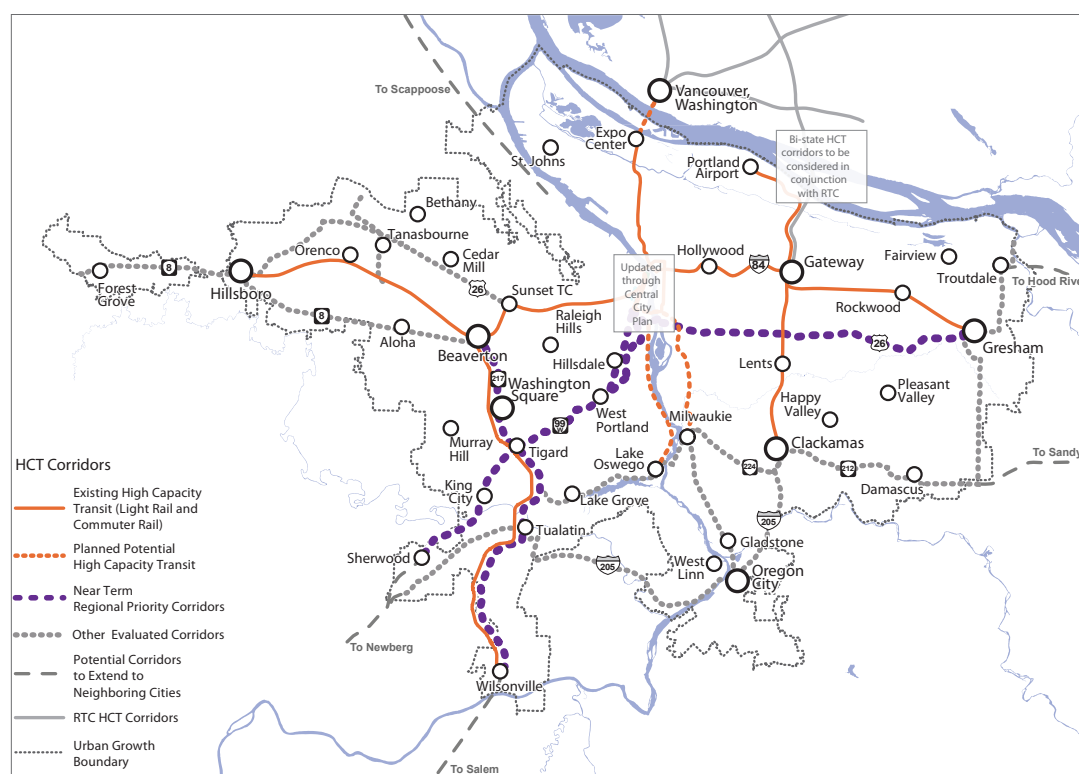 To Scappoose
Vancouver,
Washington
Expo
Center
St. Johns
Portland
Airport
Bi-state HCT
corridors to be
considered in
conjunction
with RTC
Bethany
Tanasbourne
Orenco
Cedar
Mill
Hollywood
84
Gateway
Fairview
Troutdale
To Hood River
8
Forest
Grove
Hillsboro
26
Sunset TC
Updated
through
Central
City
Plan
Rockwood
8
Aloha
Raleigh
Hills
Beaverton
Hillsdale
26
Gresham
217
Washington
Square
Lents
Pleasant
Valley
Happy
Valley
West
Portland
99
W
Milwaukie
Murray
Hill
Tigard
Clackamas
Lake
Oswego
224
212
To Sandy
Damascus
King
City
Lake Grove
205
Tualatin
Gladstone
Sherwood
205
West
Linn
Oregon
City
To Newberg
Wilsonville
To Salem
HCT Corridors
Existing High Capacity
Transit (Light Rail and
Commuter Rail)
Planned Potential
High Capacity Transit
Near Term
Regional Priority Corridors
Other Evaluated Corridors
Potential Corridors
to Extend to
Neighboring Cities
RTC HCT Corridors
Urban Growth
Boundary